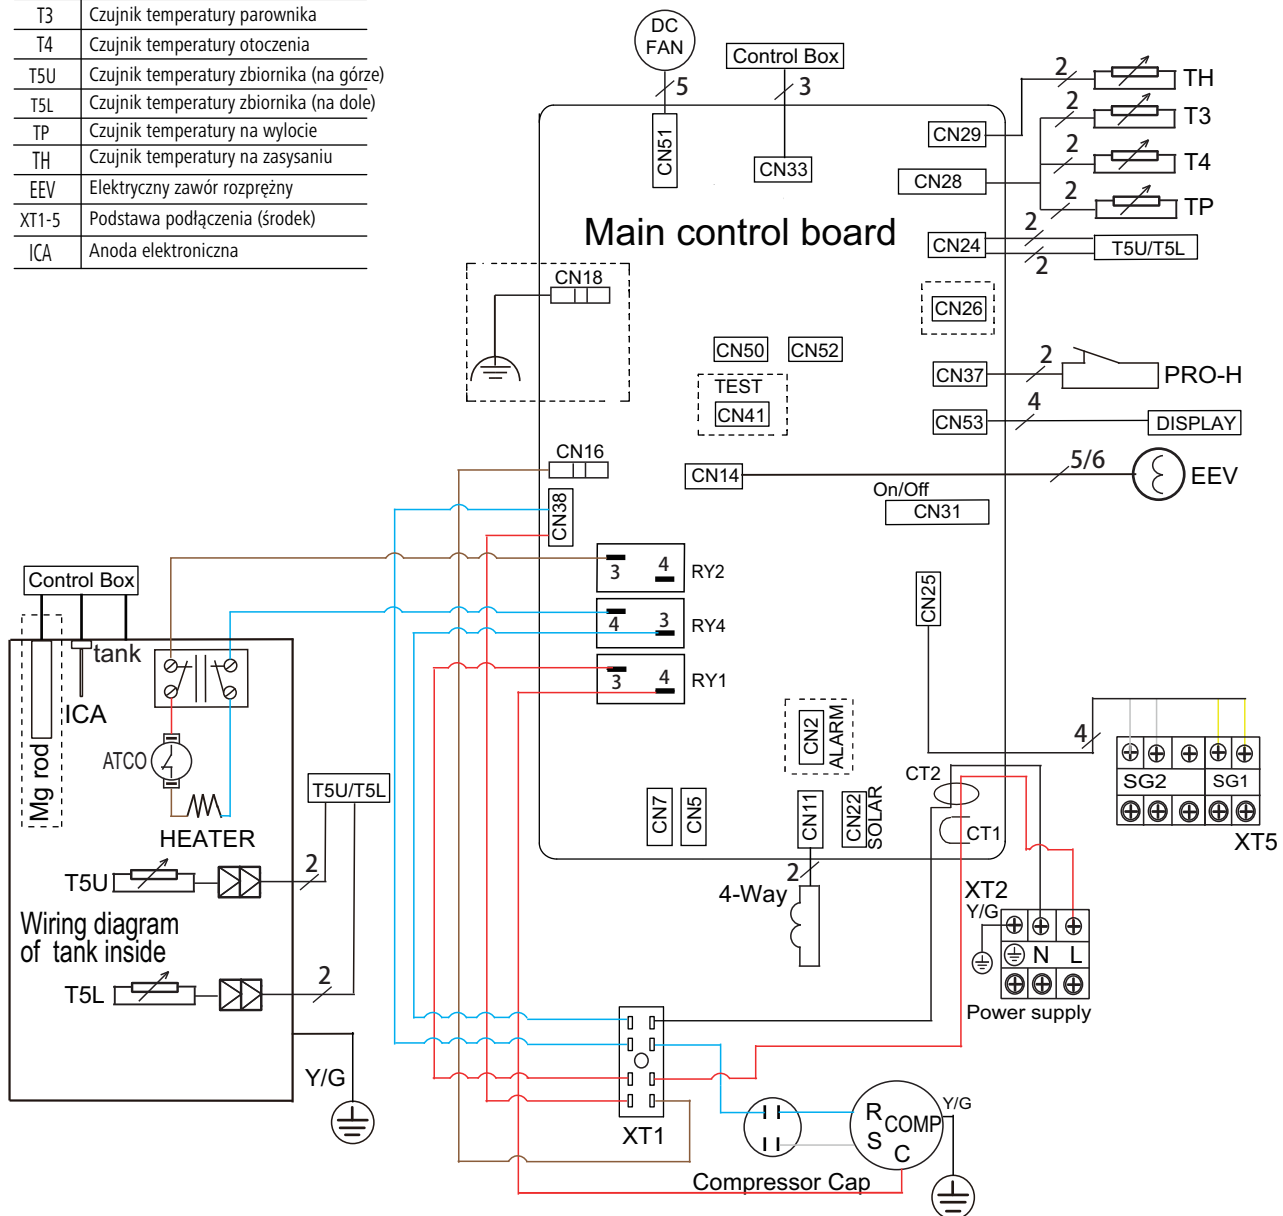 T3 Czujnik temperatury parownika
T4 Czujnik temperatury otoczenia
T5U Czujnik temperatury zbiornika (na górze)
T5L Czujnik temperatury zbiornika (na dole)
TP Czujnik temperatury na wylocie
TH Czujnik temperatury na zasysaniu
EEV Elektryczny zawór rozprężny
XT1-5 Podstawa podłączenia (środek)
ICA Anoda elektroniczna
DC
FAN
5
CN51
Control Box
3
CN33
Main control board
CN29
2
TH
CN28
2
T3
2
T4
2
TP
CN24
2
2
T5U/T5L
CN26
CN18
CN50
CN52
TEST
CN41
CN37
2
PRO-H
CN53
4
DISPLAY
CN14
5/6
EEV
On/Off
CN31
CN16
CN38
3
4
RY2
4
3
RY4
3
4
RY1
CN25
CN2
ALARM
CN7
CN5
CN11
CN22
SOLAR
CT2
CT1
2
4-Way
4
SG2
SG1
XT5
XT2
Y/G
N
L
Power supply
Control Box
tank
ICA
Mg rod
ATCO
HEATER
T5U/T5L
T5U
2
Wiring diagram
of tank inside
T5L
2
Y/G
XT1
R
S
C
COMP
Y/G
Compressor Cap